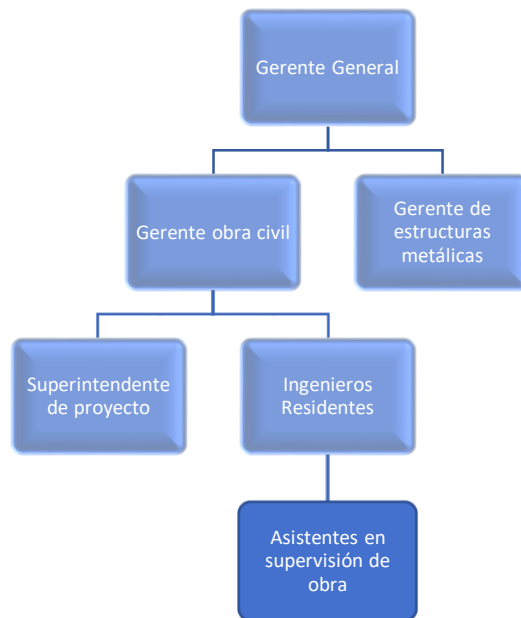 Gerente General
Gerente obra civil
Gerente de
estructuras
metálicas
Superintendente
de proyecto
Ingenieros
Residentes
Asistentes en
supervisión de
obra